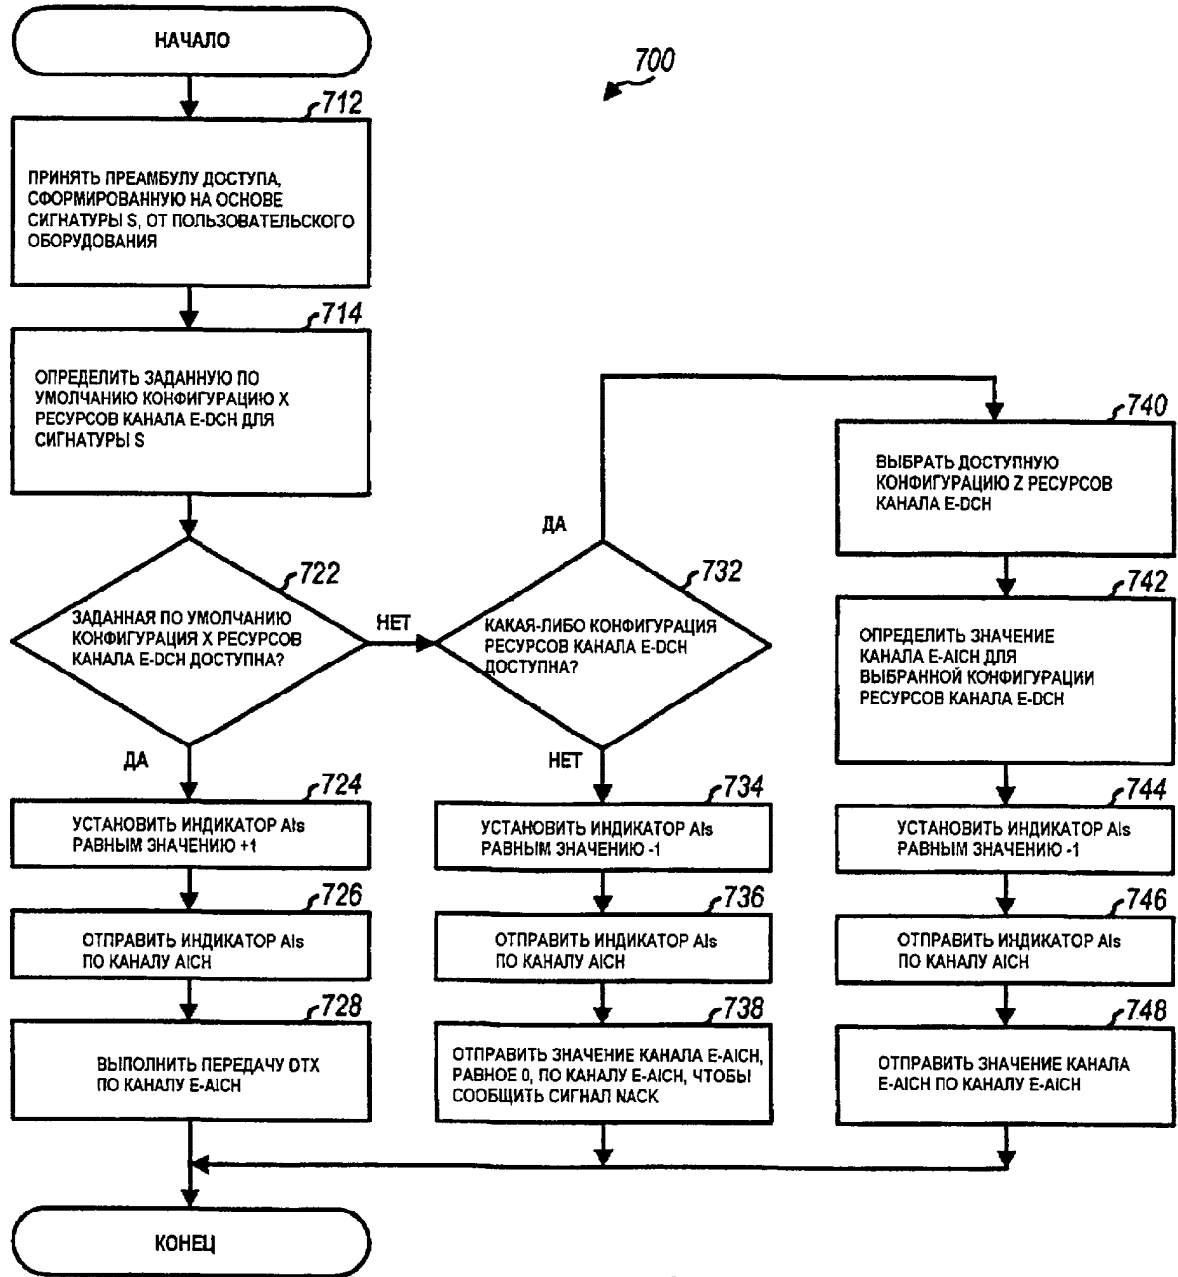 НАЧАЛО
700
712
ПРИНЯТЬ ПРЕАМБУЛУ ДОСТУПА,
СФОРМИРОВАННУЮ НА ОСНОВЕ
СИГНАТУРЫ S, ОТ ПОЛЬЗОВАТЕЛЬСКОГО
ОБОРУДОВАНИЯ
714
ОПРЕДЕЛИТЬ ЗАДАННУЮ ПО
УМОЛЧАНИЮ КОНФИГУРАЦИЮ X
РЕСУРСОВ КАНАЛА E-DCH ДЛЯ
СИГНАТУРЫ S
722
ЗАДАННАЯ ПО УМОЛЧАНИЮ
КОНФИГУРАЦИЯ X РЕСУРСОВ
КАНАЛА E-DCH ДОСТУПНА?
НЕТ
ДА
724
УСТАНОВИТЬ ИНДИКАТОР AIs
РАВНЫМ ЗНАЧЕНИЮ +1
726
ОТПРАВИТЬ ИНДИКАТОР AIs
ПО КАНАЛУ AICH
728
ВЫПОЛНИТЬ ПЕРЕДАЧУ DTX
ПО КАНАЛУ E-AICH
732
КАКАЯ-ЛИБО КОНФИГУРАЦИЯ
РЕСУРСОВ КАНАЛА E-DCH
ДОСТУПНА?
ДА
НЕТ
734
УСТАНОВИТЬ ИНДИКАТОР AIs
РАВНЫМ ЗНАЧЕНИЮ -1
736
ОТПРАВИТЬ ИНДИКАТОР AIs
ПО КАНАЛУ AICH
738
ОТПРАВИТЬ ЗНАЧЕНИЕ КАНАЛА E-AICH,
РАВНОЕ 0, ПО КАНАЛУ E-AICH, ЧТОБЫ
СООБЩИТЬ СИГНАЛ NACK
740
ВЫБРАТЬ ДОСТУПНУЮ
КОНФИГУРАЦИЮ Z РЕСУРСОВ
КАНАЛА E-DCH
742
ОПРЕДЕЛИТЬ ЗНАЧЕНИЕ
КАНАЛА E-AICH ДЛЯ
ВЫБРАННОЙ КОНФИГУРАЦИИ
РЕСУРСОВ КАНАЛА E-DCH
744
УСТАНОВИТЬ ИНДИКАТОР AIs
РАВНЫМ ЗНАЧЕНИЮ -1
746
ОТПРАВИТЬ ИНДИКАТОР AIs
ПО КАНАЛУ AICH
748
ОТПРАВИТЬ ЗНАЧЕНИЕ КАНАЛА
E-AICH ПО КАНАЛУ E-AICH
КОНЕЦ